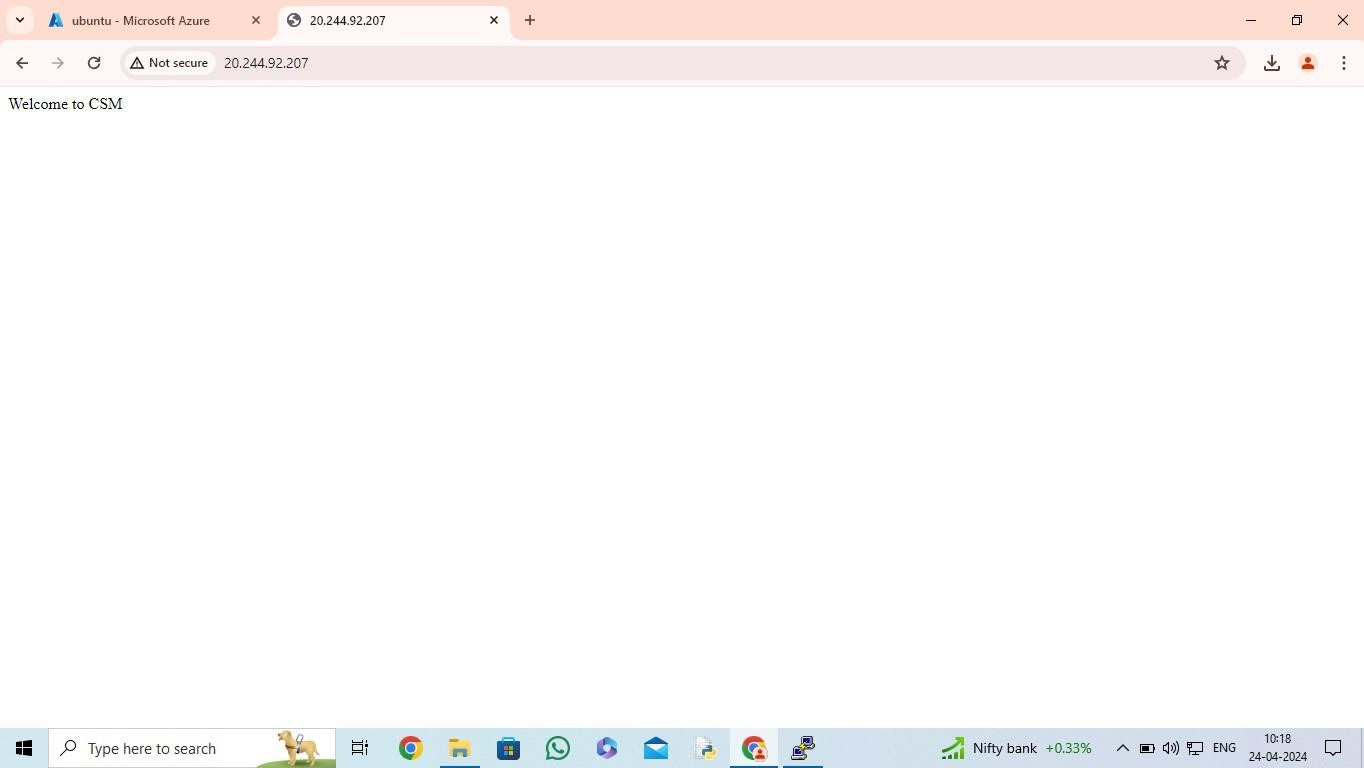 ubuntu - Microsoft Azure
20.244.92.207
Not secure
20.244.92.207
Welcome to CSM
Type here to search
Nifty bank +0.33%
ENG
10:18
24-04-2024